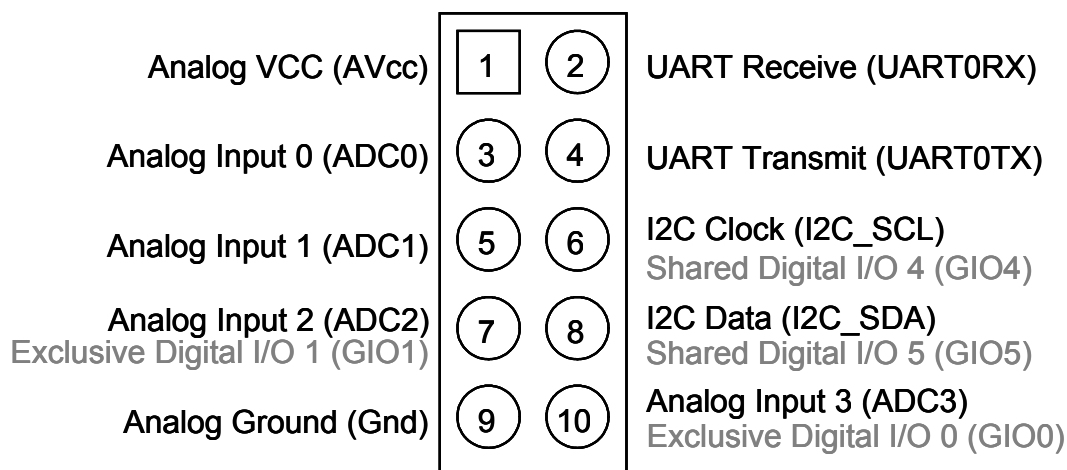 Analog VCC (AVcc) 1 2 UART Receive (UART0RX)
Analog Input 0 (ADC0) 3 4 UART Transmit (UART0TX)
Analog Input 1 (ADC1) 5 6 I2C Clock (I2C_SCL)
Shared Digital I/O 4 (GIO4)
Analog Input 2 (ADC2) 7 8 I2C Data (I2C_SDA)
Exclusive Digital I/O 1 (GIO1) Shared Digital I/O 5 (GIO5)
Analog Ground (Gnd) 9 10 Analog Input 3 (ADC3)
Exclusive Digital I/O 0 (GIO0)